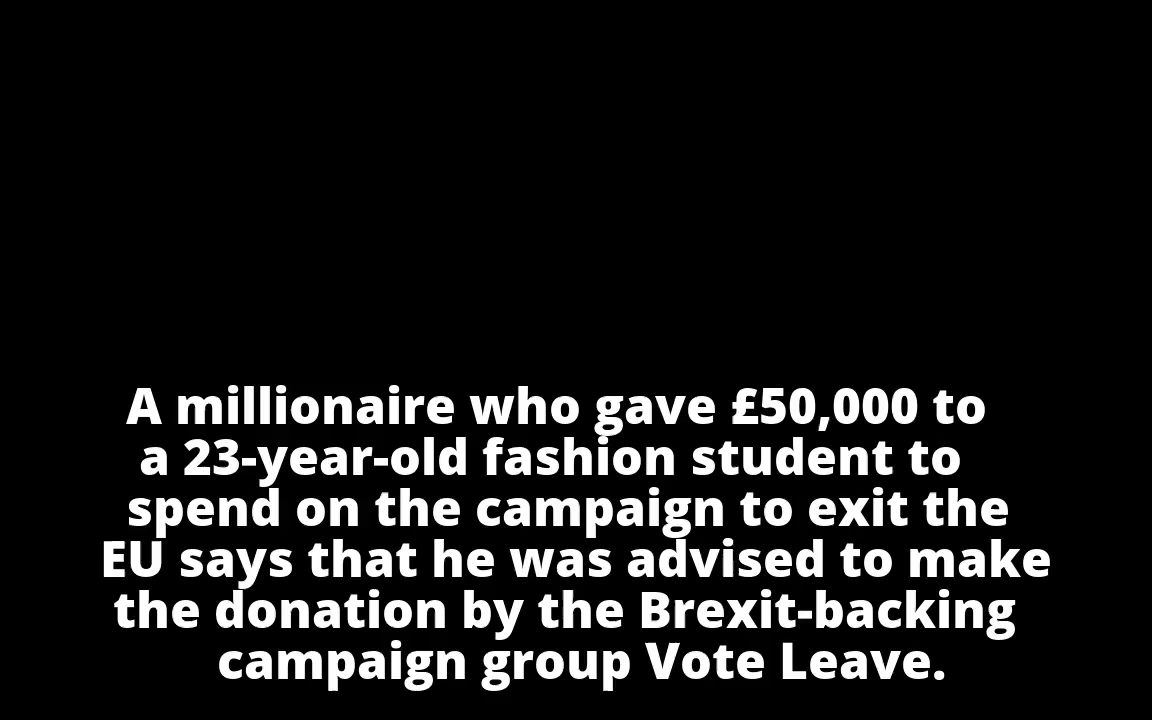 A millionaire who gave £50,000 to
a 23-year-old fashion student to
spend on the campaign to exit the
EU says that he was advised to make
the donation by the Brexit-backing
campaign group Vote Leave.